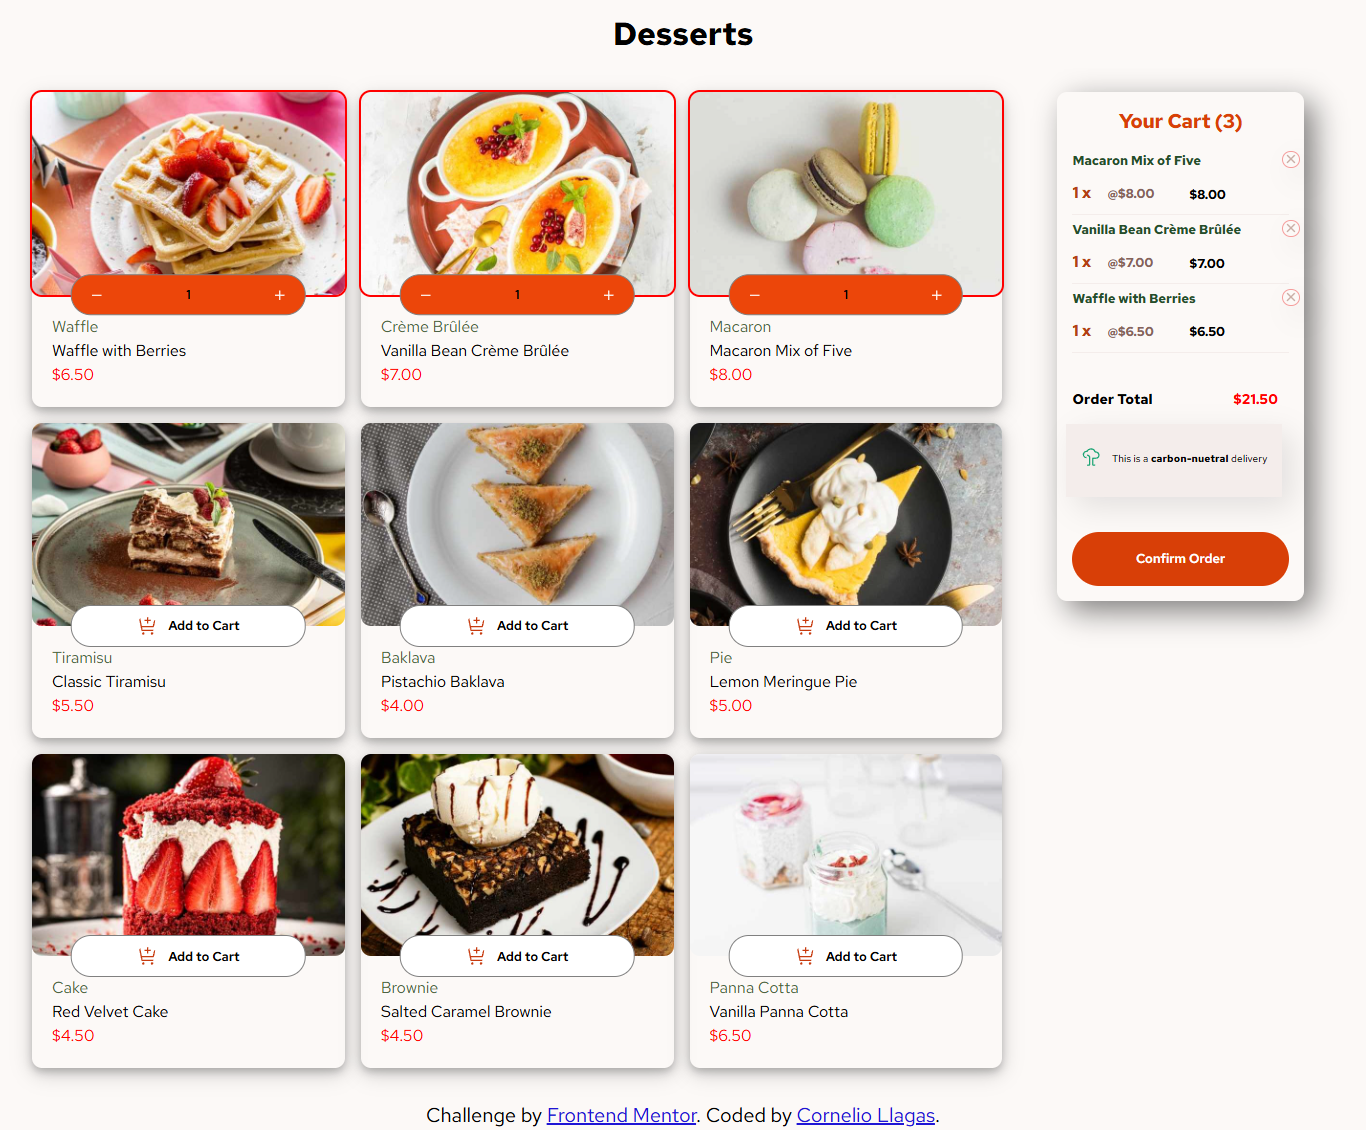 Desserts
1
Waffle
Waffle with Berries
$6.50
1
Crème Brûlée
Vanilla Bean Crème Brûlée
$7.00
1
Macaron
Macaron Mix of Five
$8.00
Add to Cart
Tiramisu
Classic Tiramisu
$5.50
Add to Cart
Baklava
Pistachio Baklava
$4.00
Add to Cart
Pie
Lemon Meringue Pie
$5.00
Add to Cart
Cake
Red Velvet Cake
$4.50
Add to Cart
Brownie
Salted Caramel Brownie
$4.50
Add to Cart
Panna Cotta
Vanilla Panna Cotta
$6.50
Your Cart (3)
Macaron Mix of Five
1 x @$8.00 $8.00
Vanilla Bean Crème Brûlée
1 x @$7.00 $7.00
Waffle with Berries
1 x @$6.50 $6.50
Order Total $21.50
This is a carbon-nuetral delivery
Confirm Order
Challenge by Frontend Mentor. Coded by Cornelio Llagas.